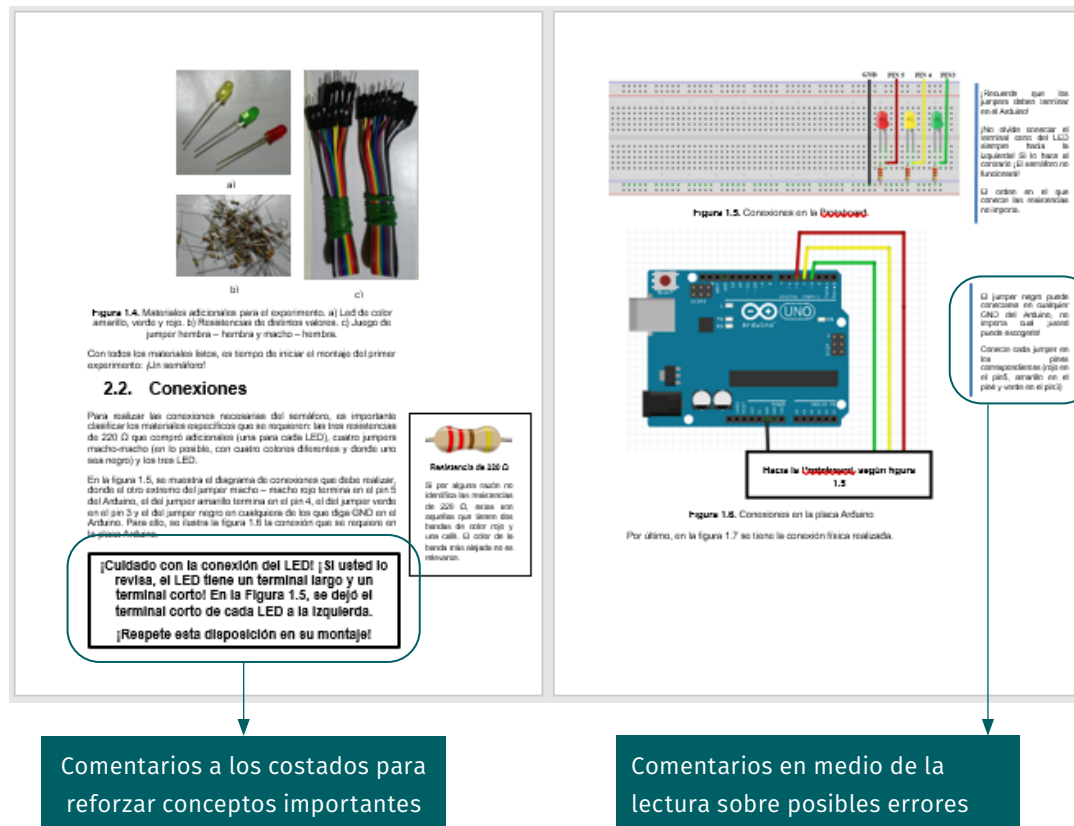 a)
b)
c)
Figura 1.4. Materiales adicionales para el experimento. a) Led de color
amarillo, verde y rojo. b) Resistencias de distintos valores. c) Juego de
jumper hembra – hembra y macho – hembra.
Con todos los materiales listos, es tiempo de iniciar el montaje del primer
experimento: ¡Un semáforo!
2.2. Conexiones
Para realizar las conexiones necesarias del semáforo, es importante
clasificar los materiales específicos que se requieren: las tres resistencias
de 220 Ω que compró adicionales (una para cada LED), cuatro jumpers
macho-macho (en lo posible, con cuatro colores diferentes y donde uno
sea negro) y los tres LED.
En la figura 1.5, se muestra el diagrama de conexiones que debe realizar,
donde el otro extremo del jumper macho – macho rojo termina en el pin 5
del Arduino, el del jumper amarillo termina en el pin 4, el del jumper verde
en el pin 3 y el del jumper negro en cualquiera de los que diga GND en el
Arduino. Para ello, se ilustra la figura 1.6 la conexión que se requiere en
la placa Arduino.
Resistencia de 220 Ω
Si por alguna razón no
identifica las resistencias
de 220 Ω, estas son
aquellas que tienen dos
bandas de color rojo y
una café. El color de la
banda más alejada no es
relevante.
¡Cuidado con la conexión del LED! ¡Si usted lo
revisa, el LED tiene un terminal largo y un
terminal corto! En la Figura 1.5, se dejó el
terminal corto de cada LED a la izquierda.
¡Respete esta disposición en su montaje!
GND PIN 5 PIN 4 PIN3
¡Recuerde que los
jumpers deben terminar
en el Arduino!
¡No olvide conectar el
terminal corto del LED
siempre hacia la
izquierda! Si lo hace al
contrario ¡El semáforo no
funcionará!
El orden en el que
conecte las resistencias
no importa.
Figura 1.5. Conexiones en la Protoboard.
UNO
Arduino
El jumper negro puede
conectarse en cualquier
GND del Arduino, no
importa cual ¡usted
puede escogerlo!
Conecte cada jumper en
los pines
correspondientes (rojo en
el pin5, amarillo en el
pin4 y verde en el pin3)
Hacia la Protoboard, según figura
1.5
Figura 1.6. Conexiones en la placa Arduino
Por último, en la figura 1.7 se tiene la conexión física realizada.
Comentarios a los costados para
reforzar conceptos importantes
Comentarios en medio de la
lectura sobre posibles errores